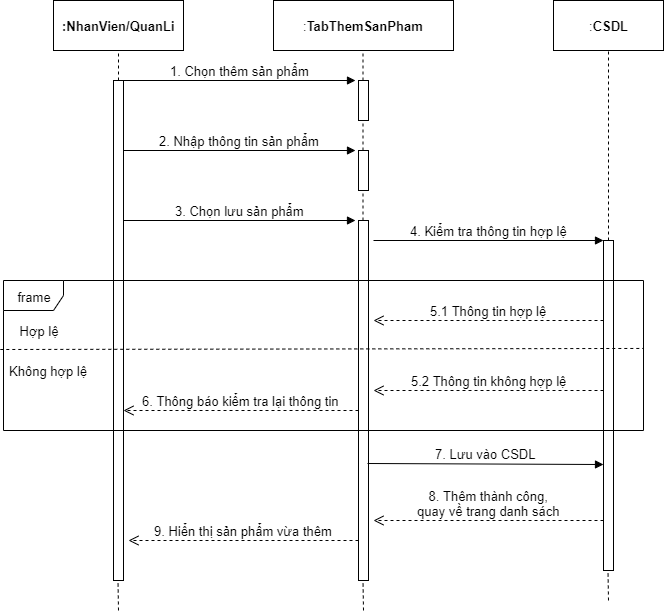 :NhanVien/QuanLi
:TabThemSanPham
:CSDL
1. Chọn thêm sản phẩm
2. Nhập thông tin sản phẩm
3. Chọn lưu sản phẩm
4. Kiểm tra thông tin hợp lệ
frame
5.1 Thông tin hợp lệ
Hợp lệ
Không hợp lệ
5.2 Thông tin không hợp lệ
6. Thông báo kiểm tra lại thông tin
7. Lưu vào CSDL
8. Thêm thành công,
quay về trang danh sách
9. Hiển thị sản phẩm vừa thêm